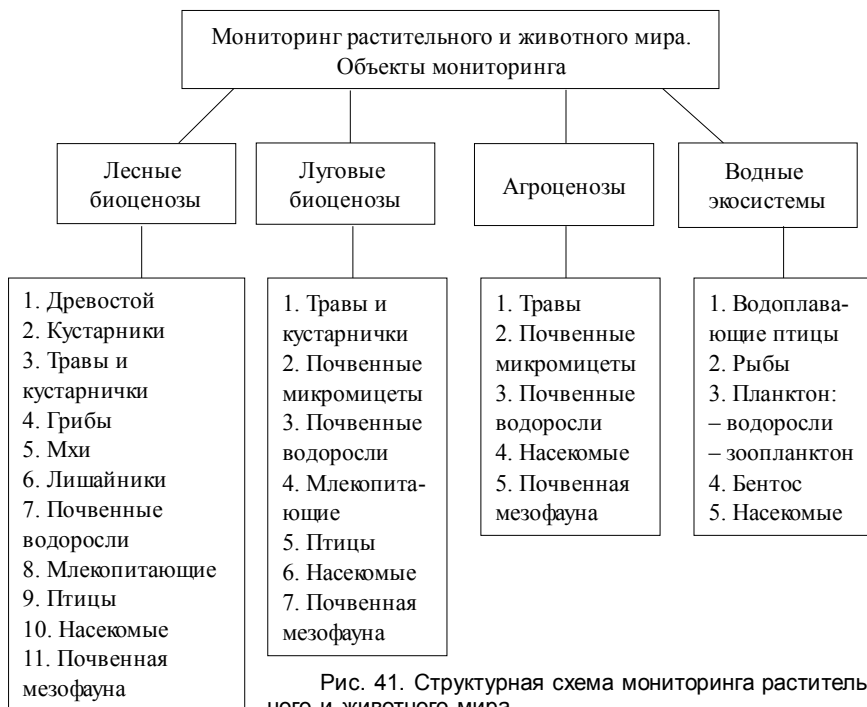 Мониторинг растительного и животного мира.
Объекты мониторинга
Лесные
биоценозы
Луговые
биоценозы
Агроценозы
Водные
экосистемы
1. Древостой
2. Кустарники
3. Травы и
кустарнички
4. Грибы
5. Мхи
6. Лишайники
7. Почвенные
водоросли
8. Млекопитающие
9. Птицы
10. Насекомые
11. Почвенная
мезофауна
1. Травы и
кустарнички
2. Почвенные
микромицеты
3. Почвенные
водоросли
4. Млекопита-
ющие
5. Птицы
6. Насекомые
7. Почвенная
мезофауна
1. Травы
2. Почвенные
микромицеты
3. Почвенные
водоросли
4. Насекомые
5. Почвенная
мезофауна
1. Водоплава-
ющие птицы
2. Рыбы
3. Планктон:
– водоросли
– зоопланктон
4. Бентос
5. Насекомые
Рис. 41. Структурная схема мониторинга раститель-
ного и животного мира